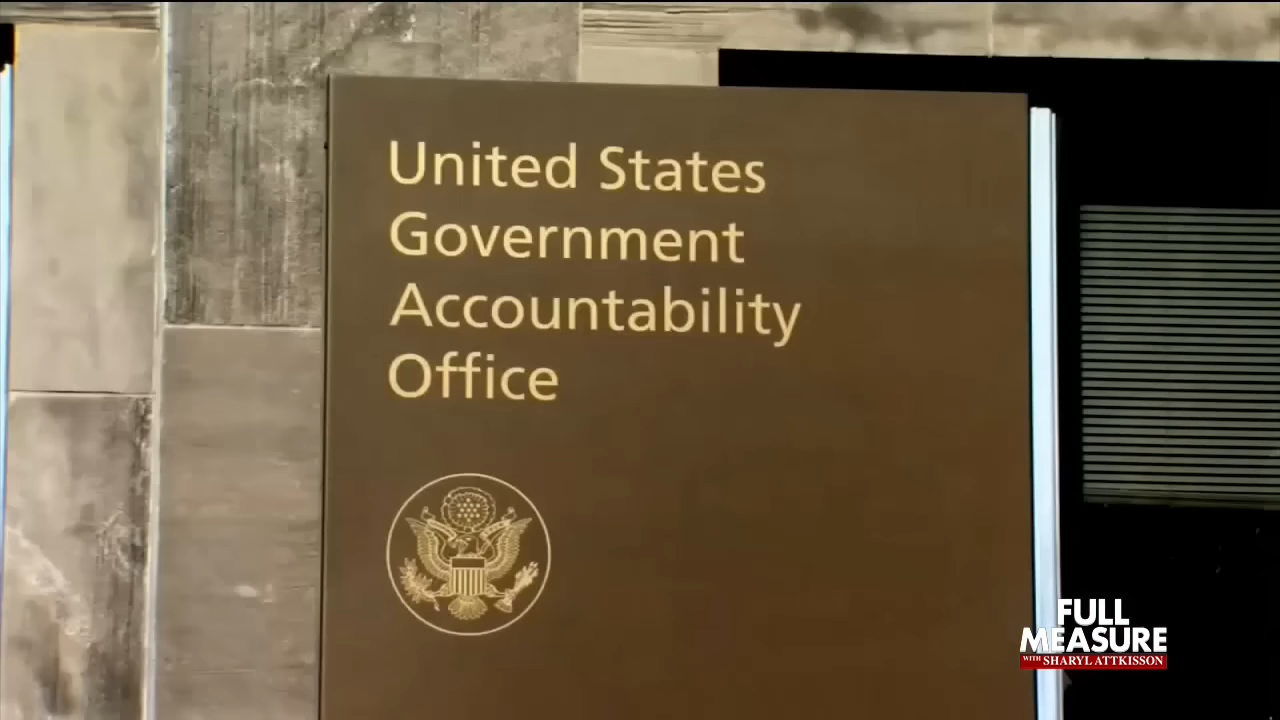 United States
Government
Accountability
Office
FULL
MEASURE
WITH SHARYL ATTKISSON